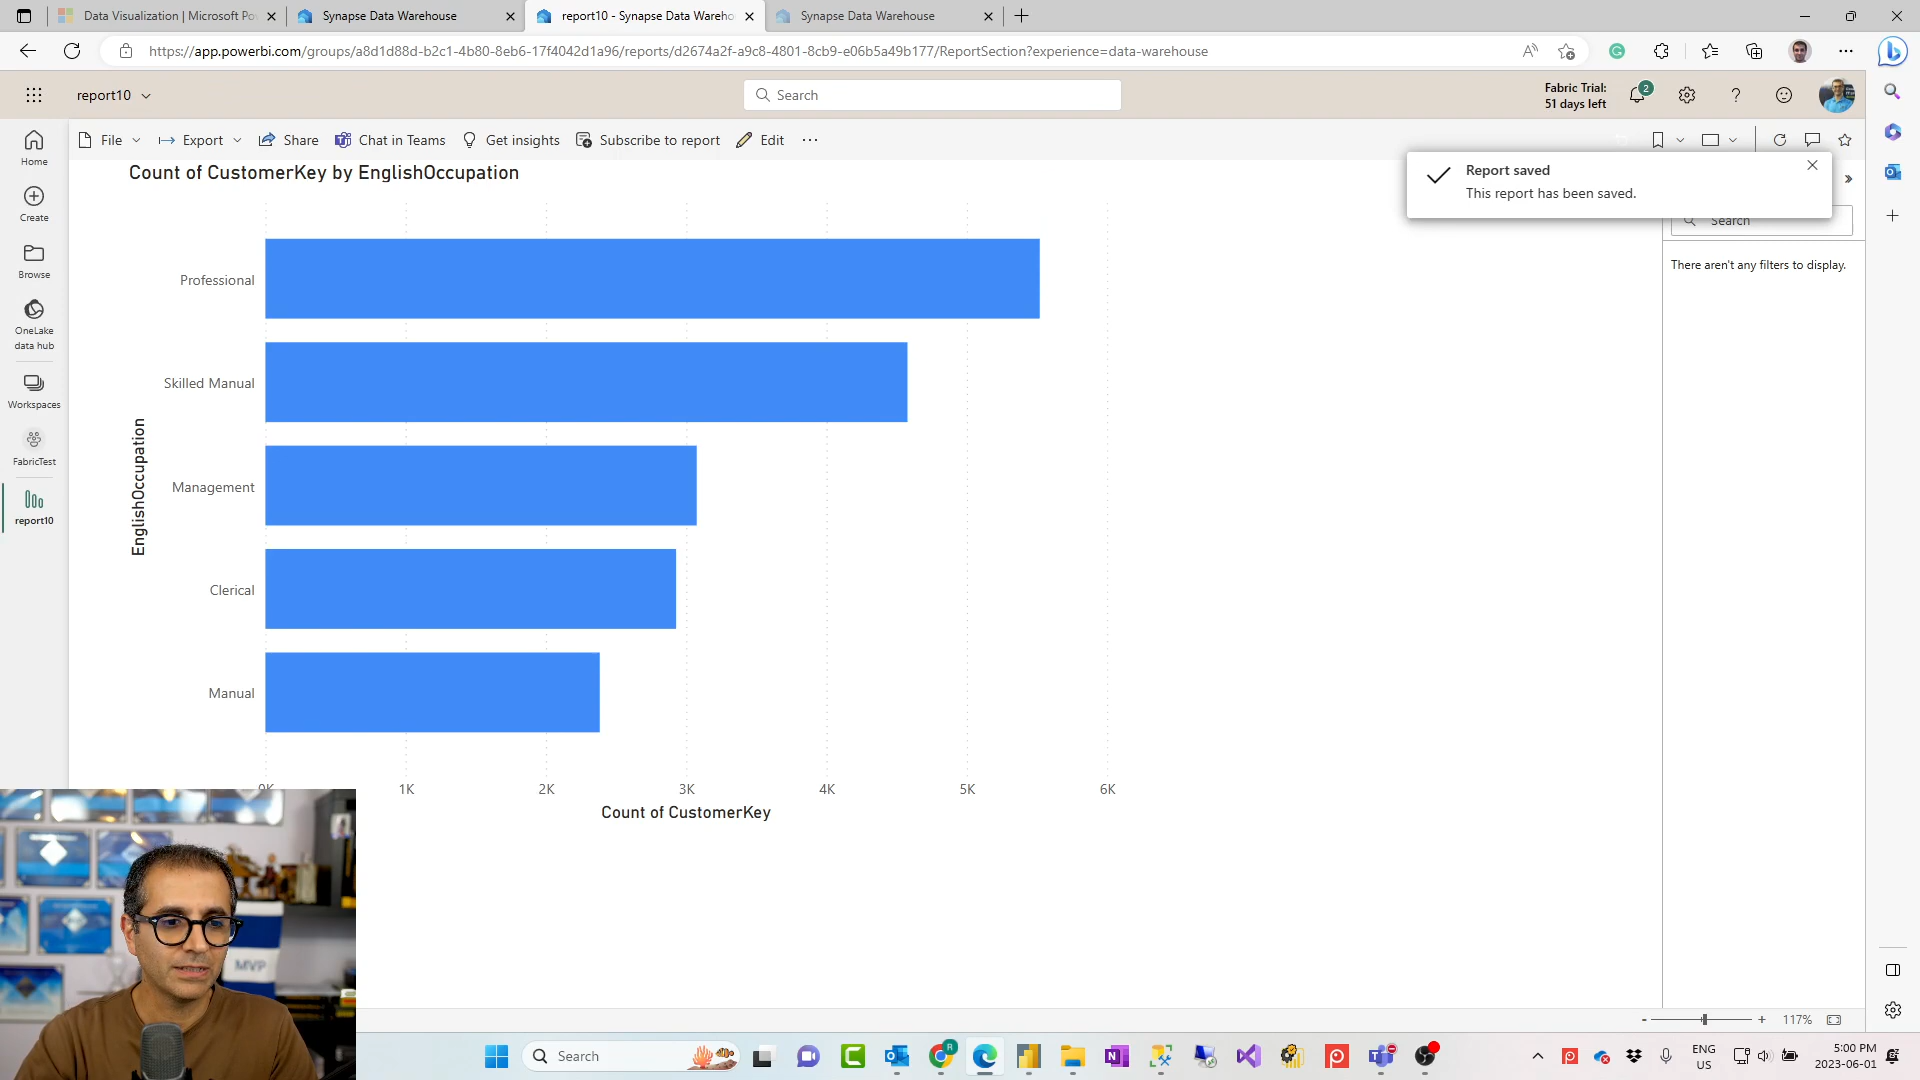 Data Visualization | Microsoft Po
Synapse Data Warehouse
report10 - Synapse Data Wareho
Synapse Data Warehouse
https://app.powerbi.com/groups/a8d1d88d-b2c1-4b80-8eb6-17f4042d1a96/reports/d2674a2f-a9c8-4801-8cb9-e06b5a49b177/ReportSection?experience=data-warehouse
report10
Search
Fabric Trial:
51 days left
2
File
Export
Share
Chat in Teams
Get insights
Subscribe to report
Edit
Report saved
This report has been saved.
Search
There aren't any filters to display.
Home
Create
Browse
OneLake
data hub
Workspaces
FabricTest
report10
Count of CustomerKey by EnglishOccupation
EnglishOccupation
Professional
Skilled Manual
Management
Clerical
Manual
0K
1K
2K
3K
4K
5K
6K
Count of CustomerKey
MVP
117%
Search
ENG
US
5:00 PM
2023-06-01